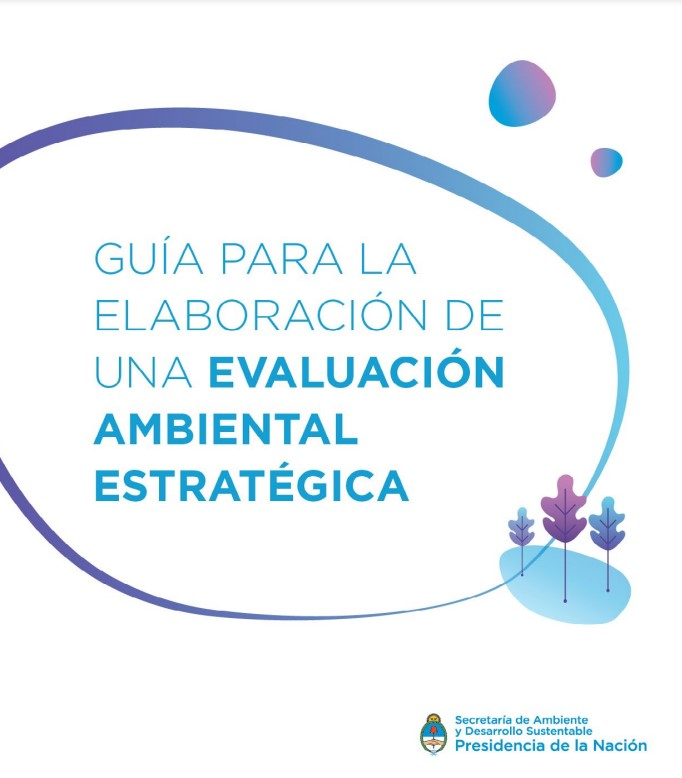 GUÍA PARA LA
ELABORACIÓN DE
UNA EVALUACIÓN
AMBIENTAL
ESTRATÉGICA
Secretaría de Ambiente
y Desarrollo Sustentable
Presidencia de la Nación